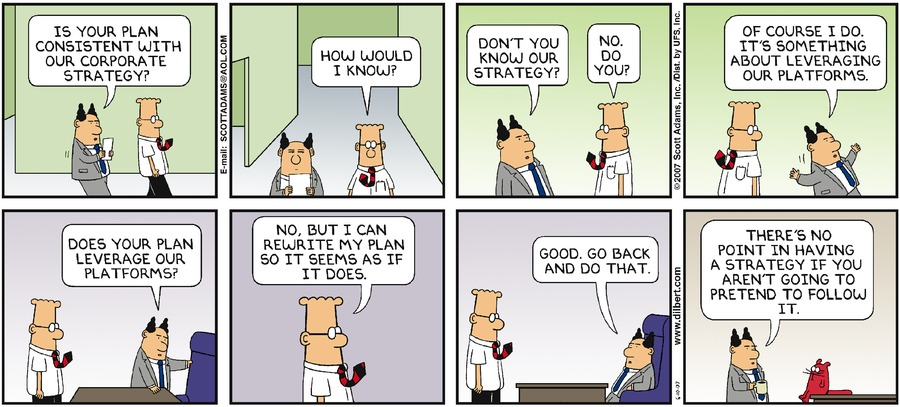 IS YOUR PLAN
CONSISTENT WITH
OUR CORPORATE
STRATEGY?
E-mail: SCOTTADAMS@AOL.COM
HOW WOULD
I KNOW?
DON'T YOU
KNOW OUR
STRATEGY?
NO.
DO
YOU?
©2007 Scott Adams, Inc./Dist. by UFS, Inc.
OF COURSE I DO.
IT'S SOMETHING
ABOUT LEVERAGING
OUR PLATFORMS.
DOES YOUR PLAN
LEVERAGE OUR
PLATFORMS?
NO, BUT I CAN
REWRITE MY PLAN
SO IT SEEMS AS IF
IT DOES.
GOOD. GO BACK
AND DO THAT.
www.dilbert.com
THERE'S NO
POINT IN HAVING
A STRATEGY IF YOU
AREN'T GOING TO
PRETEND TO FOLLOW
IT.